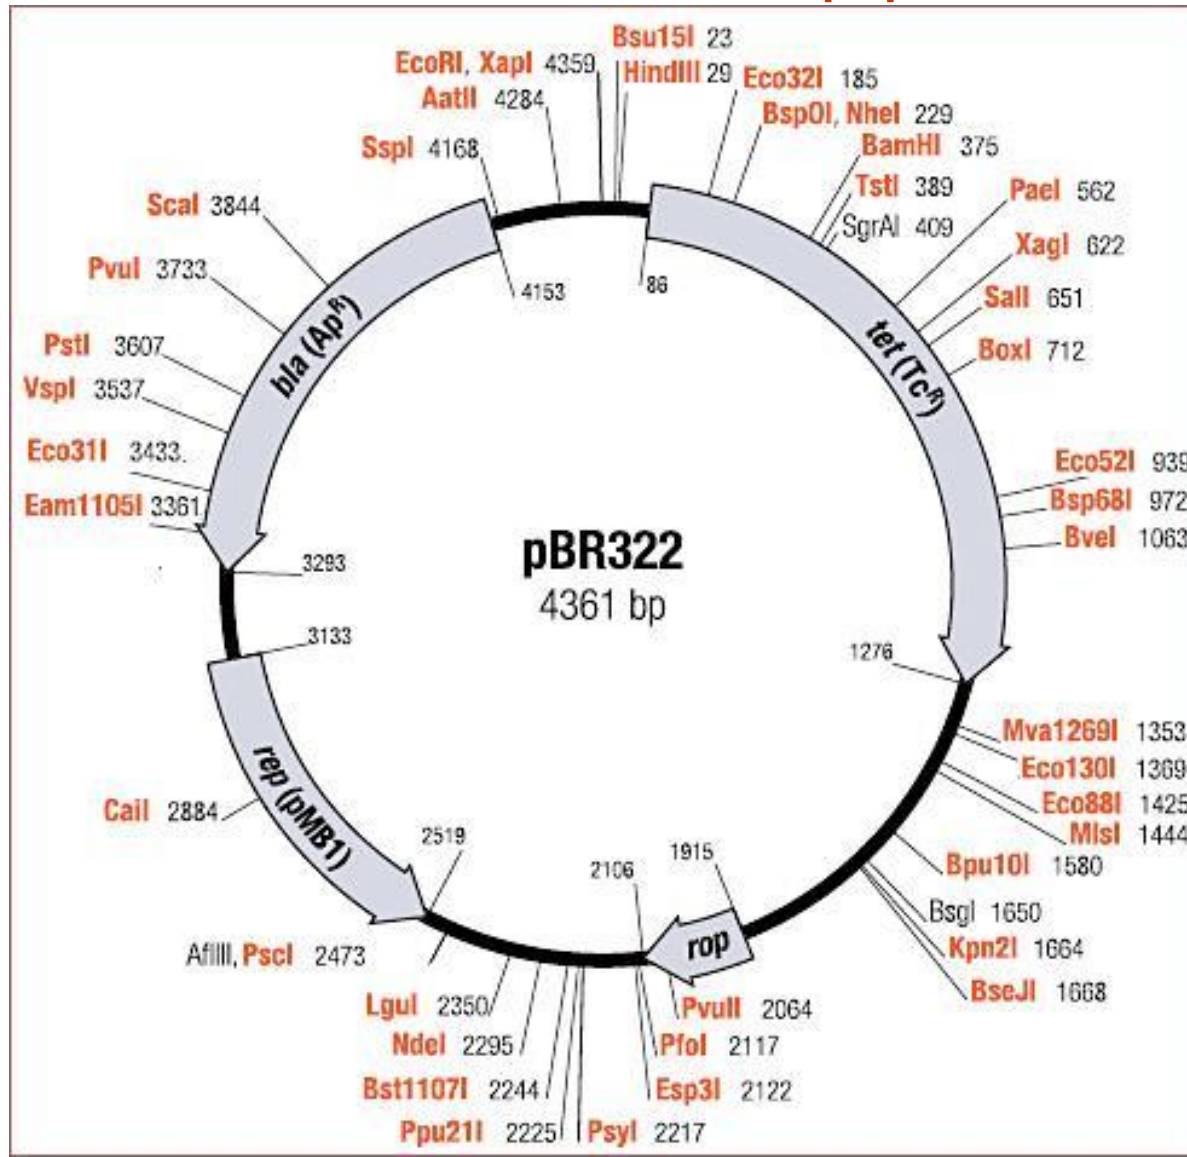 Bsu15I 23
EcoRI, XapI 4359
HindIII 29
Eco32I 185
AatII 4284
BspOI, NheI 229
SspI 4168
BamHI 375
TstI 389
PaeI 562
ScaI 3844
SgrAI 409
XagI 622
PvuI 3733
4153
86
SalI 651
bla (Ap^R)
tet (Tc^R)
PstI 3607
BoxI 712
VspI 3537
Eco31I 3433
Eco52I 939
Eam1105I 3361
Bsp68I 972
BveI 1063
pBR322
4361 bp
3293
3133
1276
Mva1269I 1353
rep (pMB1)
Eco130I 1369
CaiI 2884
Eco88I 1425
MlsI 1444
2519
1915
2106
Bpu10I 1580
BsgI 1650
rop
AflIII, PscI 2473
Kpn2I 1664
BseJI 1668
LguI 2350
PvuII 2064
NdeI 2295
PfoI 2117
Bst1107I 2244
Esp3I 2122
Ppu21I 2225
PsyI 2217